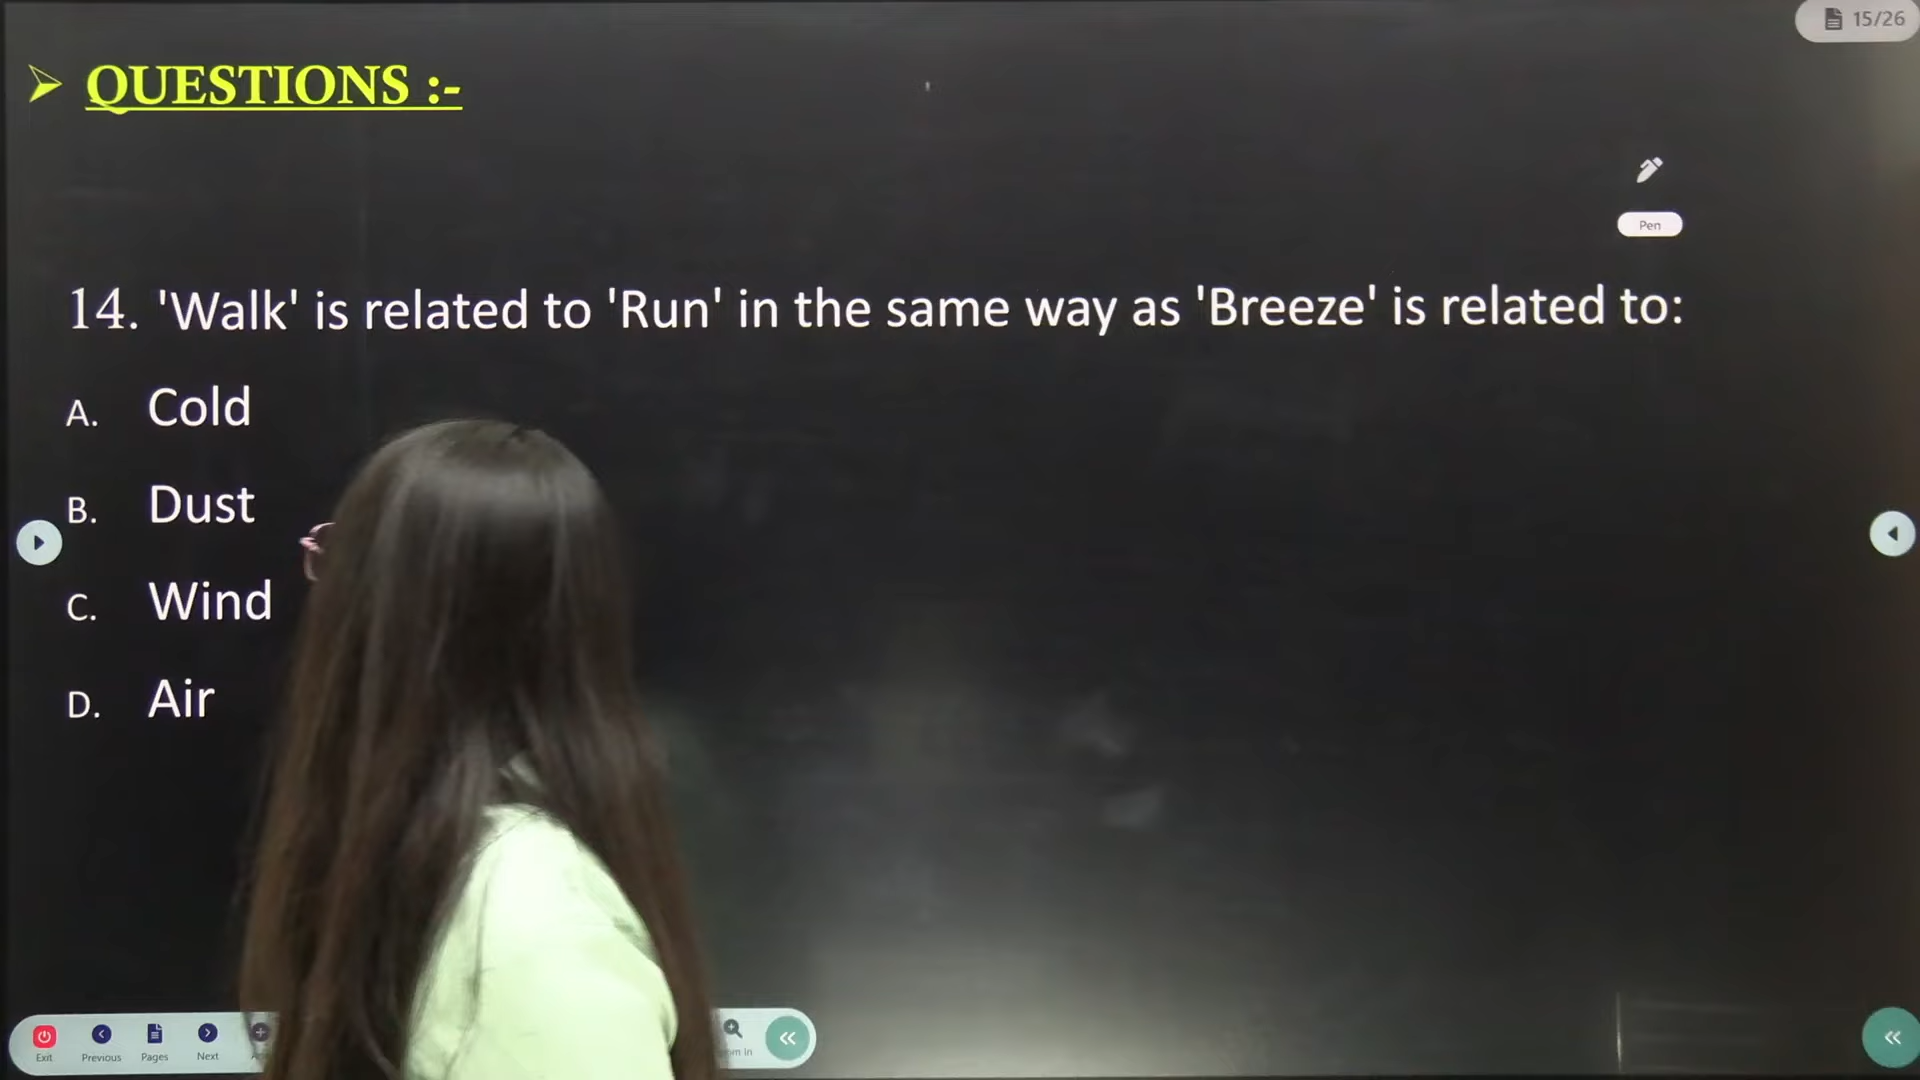 15/26
➢ QUESTIONS :-
Pen
14. 'Walk' is related to 'Run' in the same way as 'Breeze' is related to:
A. Cold
B. Dust
C. Wind
D. Air
Exit Previous Pages Next